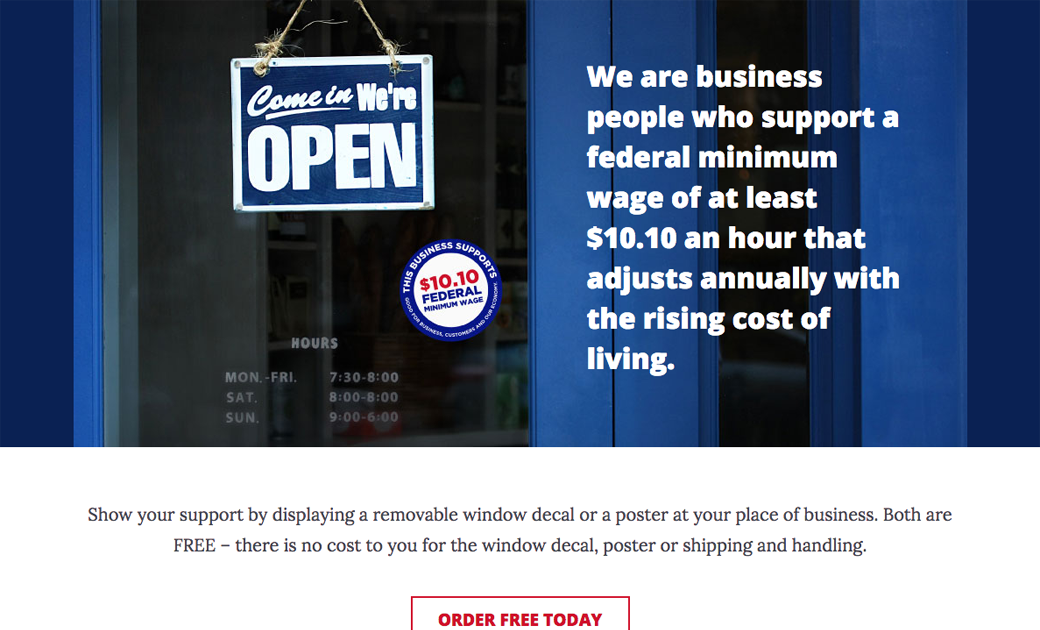 Come in We're
OPEN
We are business
people who support a
federal minimum
wage of at least
$10.10 an hour that
adjusts annually with
the rising cost of
living.
THIS BUSINESS SUPPORTS
$10.10
FEDERAL
MINIMUM WAGE
GOOD FOR BUSINESS, CUSTOMERS AND OUR ECONOMY.
HOURS
MON.-FRI. 7:30-8:00
SAT. 8:00-8:00
SUN. 9:00-6:00
Show your support by displaying a removable window decal or a poster at your place of business. Both are
FREE – there is no cost to you for the window decal, poster or shipping and handling.
ORDER FREE TODAY